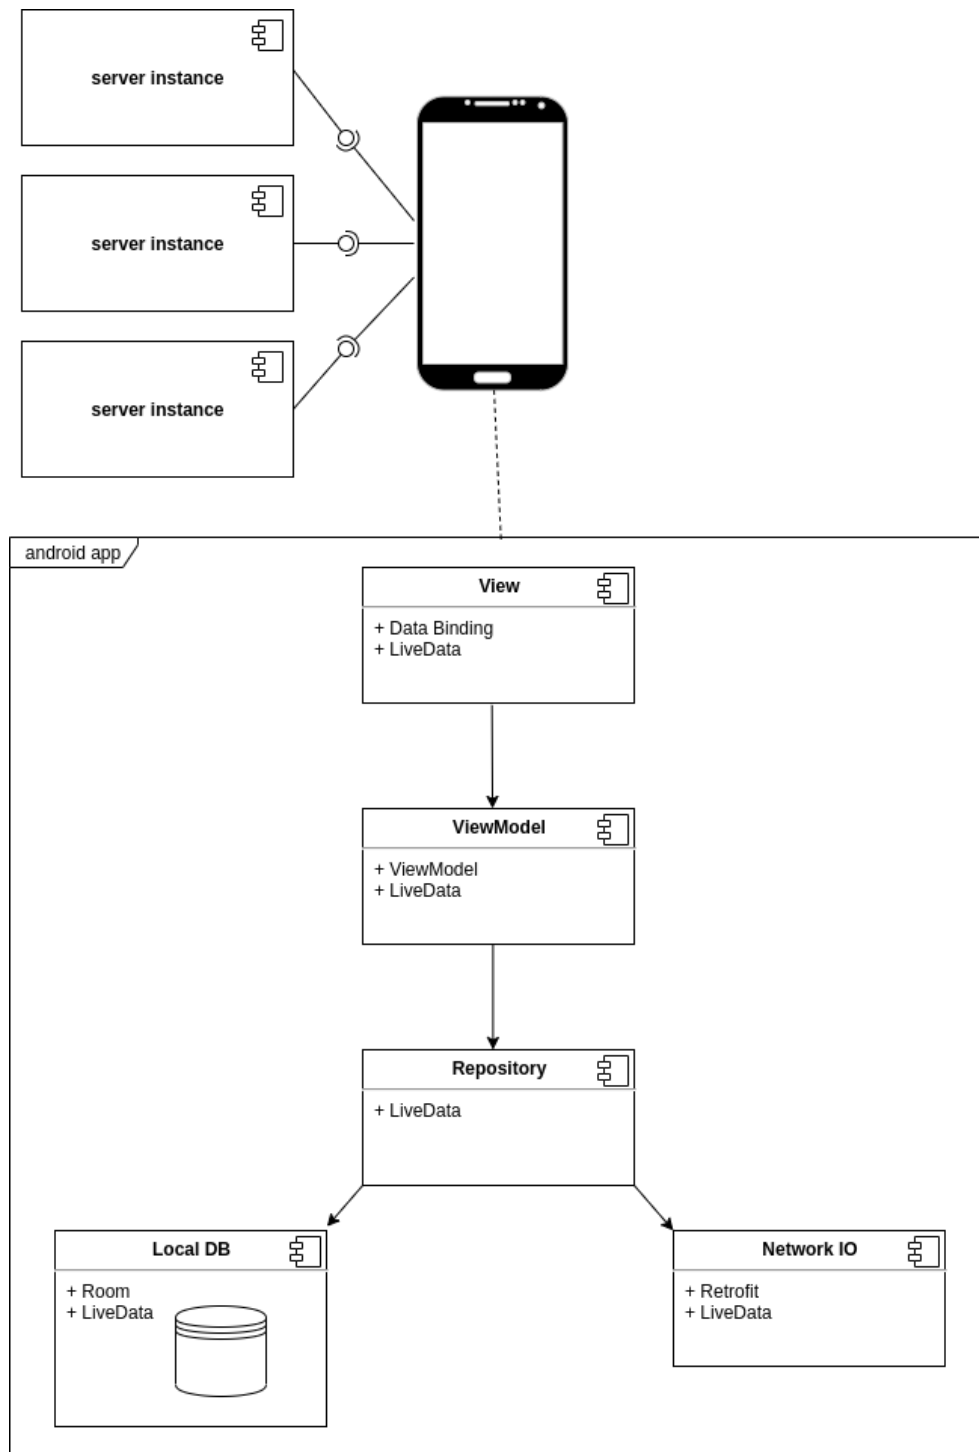 server instance
server instance
server instance
android app
View
+ Data Binding
+ LiveData
ViewModel
+ ViewModel
+ LiveData
Repository
+ LiveData
Local DB
+ Room
+ LiveData
Network IO
+ Retrofit
+ LiveData